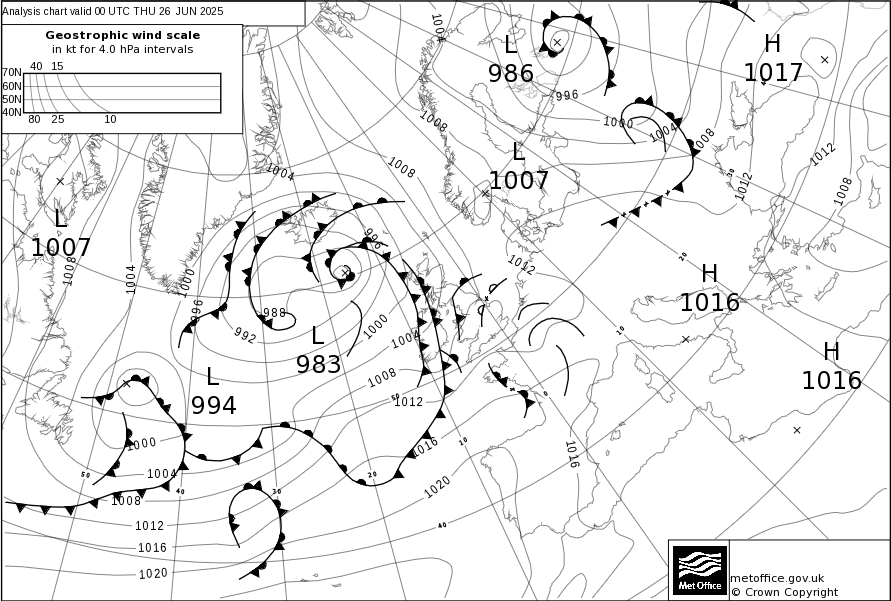 Analysis chart valid 00 UTC THU 26 JUN 2025
Geostrophic wind scale
in kt for 4.0 hPa intervals
40 15
70N
60N
50N
40N
80 25 10
L
986
H
1017
L
1007
L
1007
H
1016
H
1016
L
983
L
994
1004
996
1000
1004
1008
1008
1012
1012
1008
1008
1004
1008
1004
1000
996
992
988
996
1000
1004
1008
1012
1012
1016
1020
1016
1000
1004
1008
1012
1016
1020
50
40
30
20
10
40
50
0
10
20
30
40
Met Office
metoffice.gov.uk
© Crown Copyright